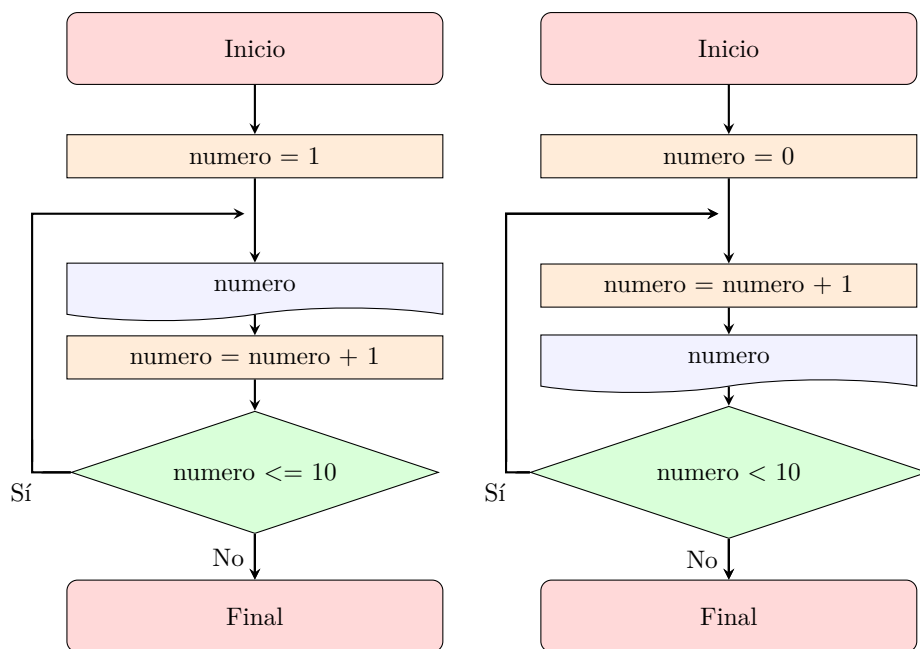 Inicio
numero = 1
numero
numero = numero + 1
numero <= 10
Sí
No
Final
Inicio
numero = 0
numero = numero + 1
numero
numero < 10
Sí
No
Final